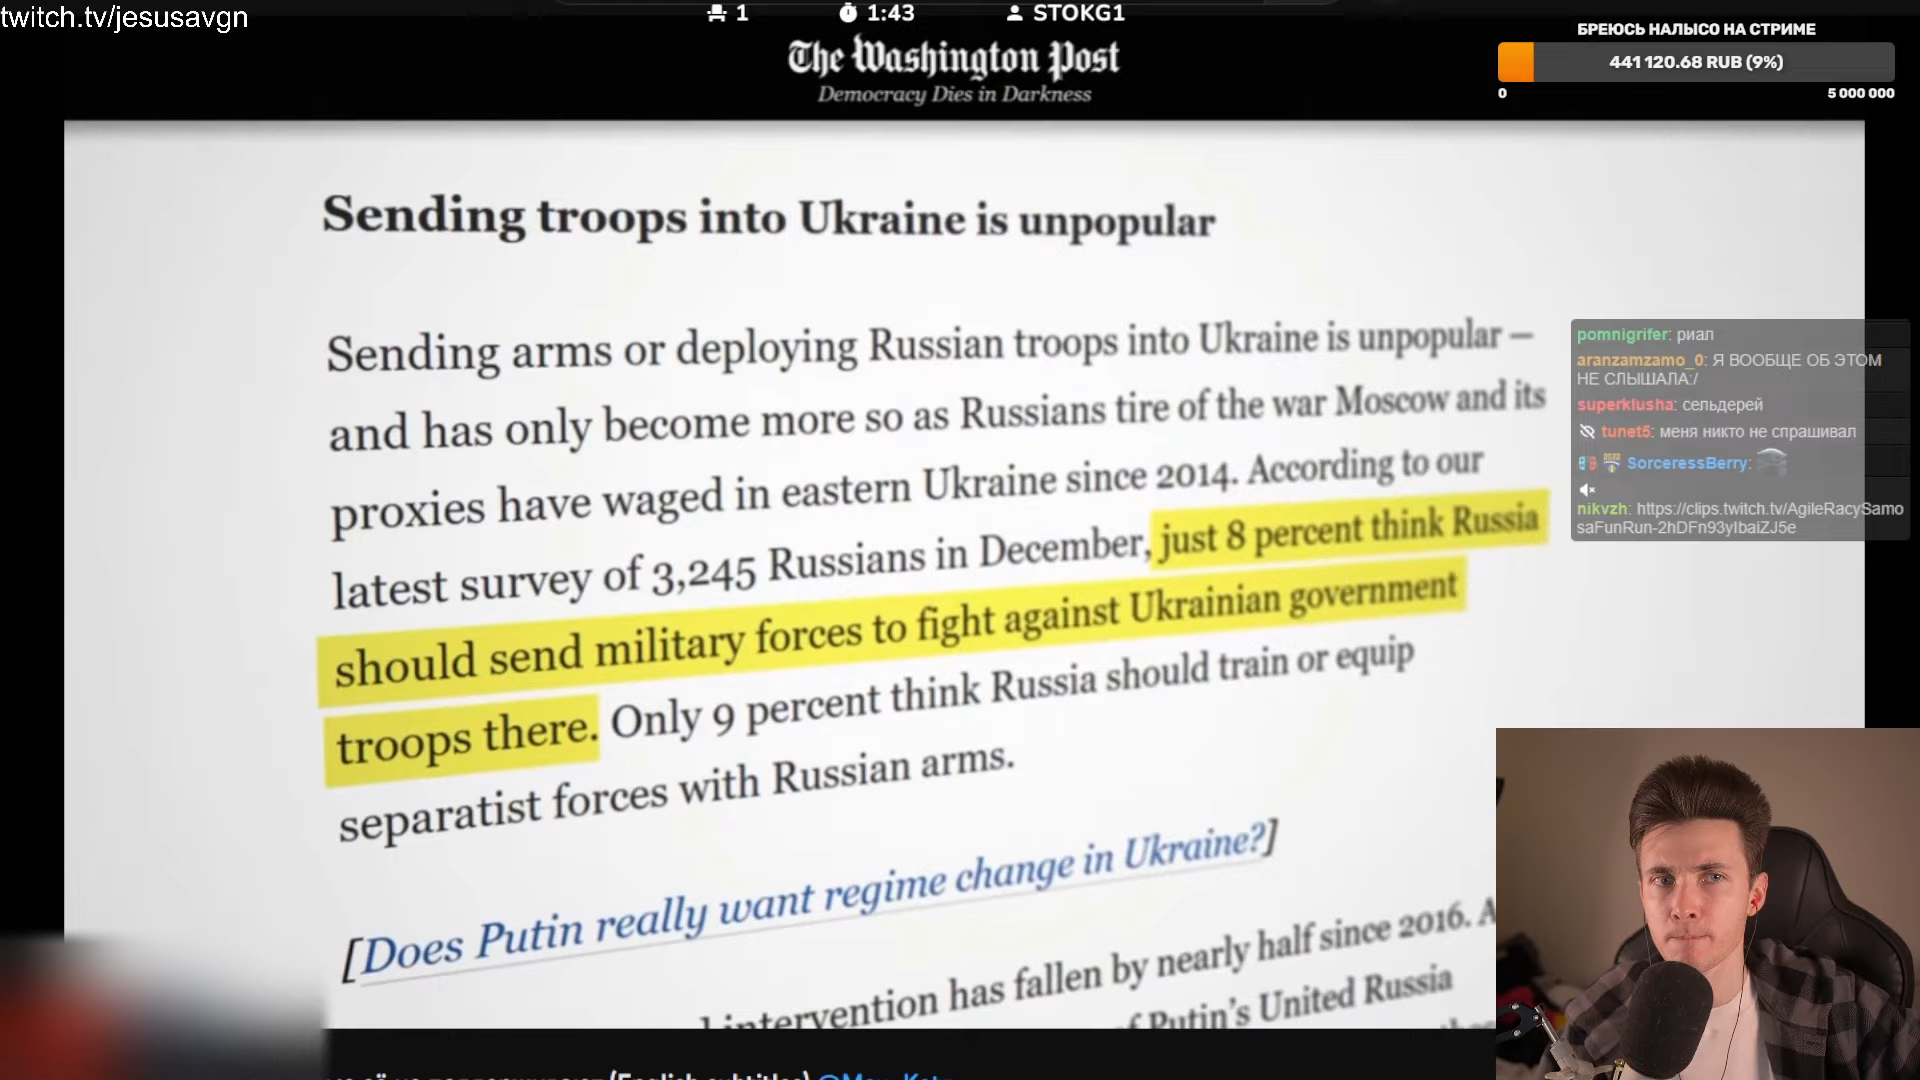 twitch.tv/jesusavgn
1
1:43
STOKG1
The Washington Post
Democracy Dies in Darkness
БРЕЮСЬ НАЛЫСО НА СТРИМЕ
441 120.68 RUB (9%)
0
5 000 000
Sending troops into Ukraine is unpopular
Sending arms or deploying Russian troops into Ukraine is unpopular —
and has only become more so as Russians tire of the war Moscow and its
proxies have waged in eastern Ukraine since 2014. According to our
latest survey of 3,245 Russians in December, just 8 percent think Russia
should send military forces to fight against Ukrainian government
troops there. Only 9 percent think Russia should train or equip
separatist forces with Russian arms.
[Does Putin really want regime change in Ukraine?]
intervention has fallen by nearly half since 2016. A
of Putin's United Russia
pomnigrifer: риал
aranzamzamo_0: Я ВООБЩЕ ОБ ЭТОМ
НЕ СЛЫШАЛА:/
superklusha: сельдерей
tunet5: меня никто не спрашивал
SorceressBerry:
nikvzh: https://clips.twitch.tv/AgileRacySamo
saFunRun-2hDFn93yIbaiZJ5e
(English subtitles)